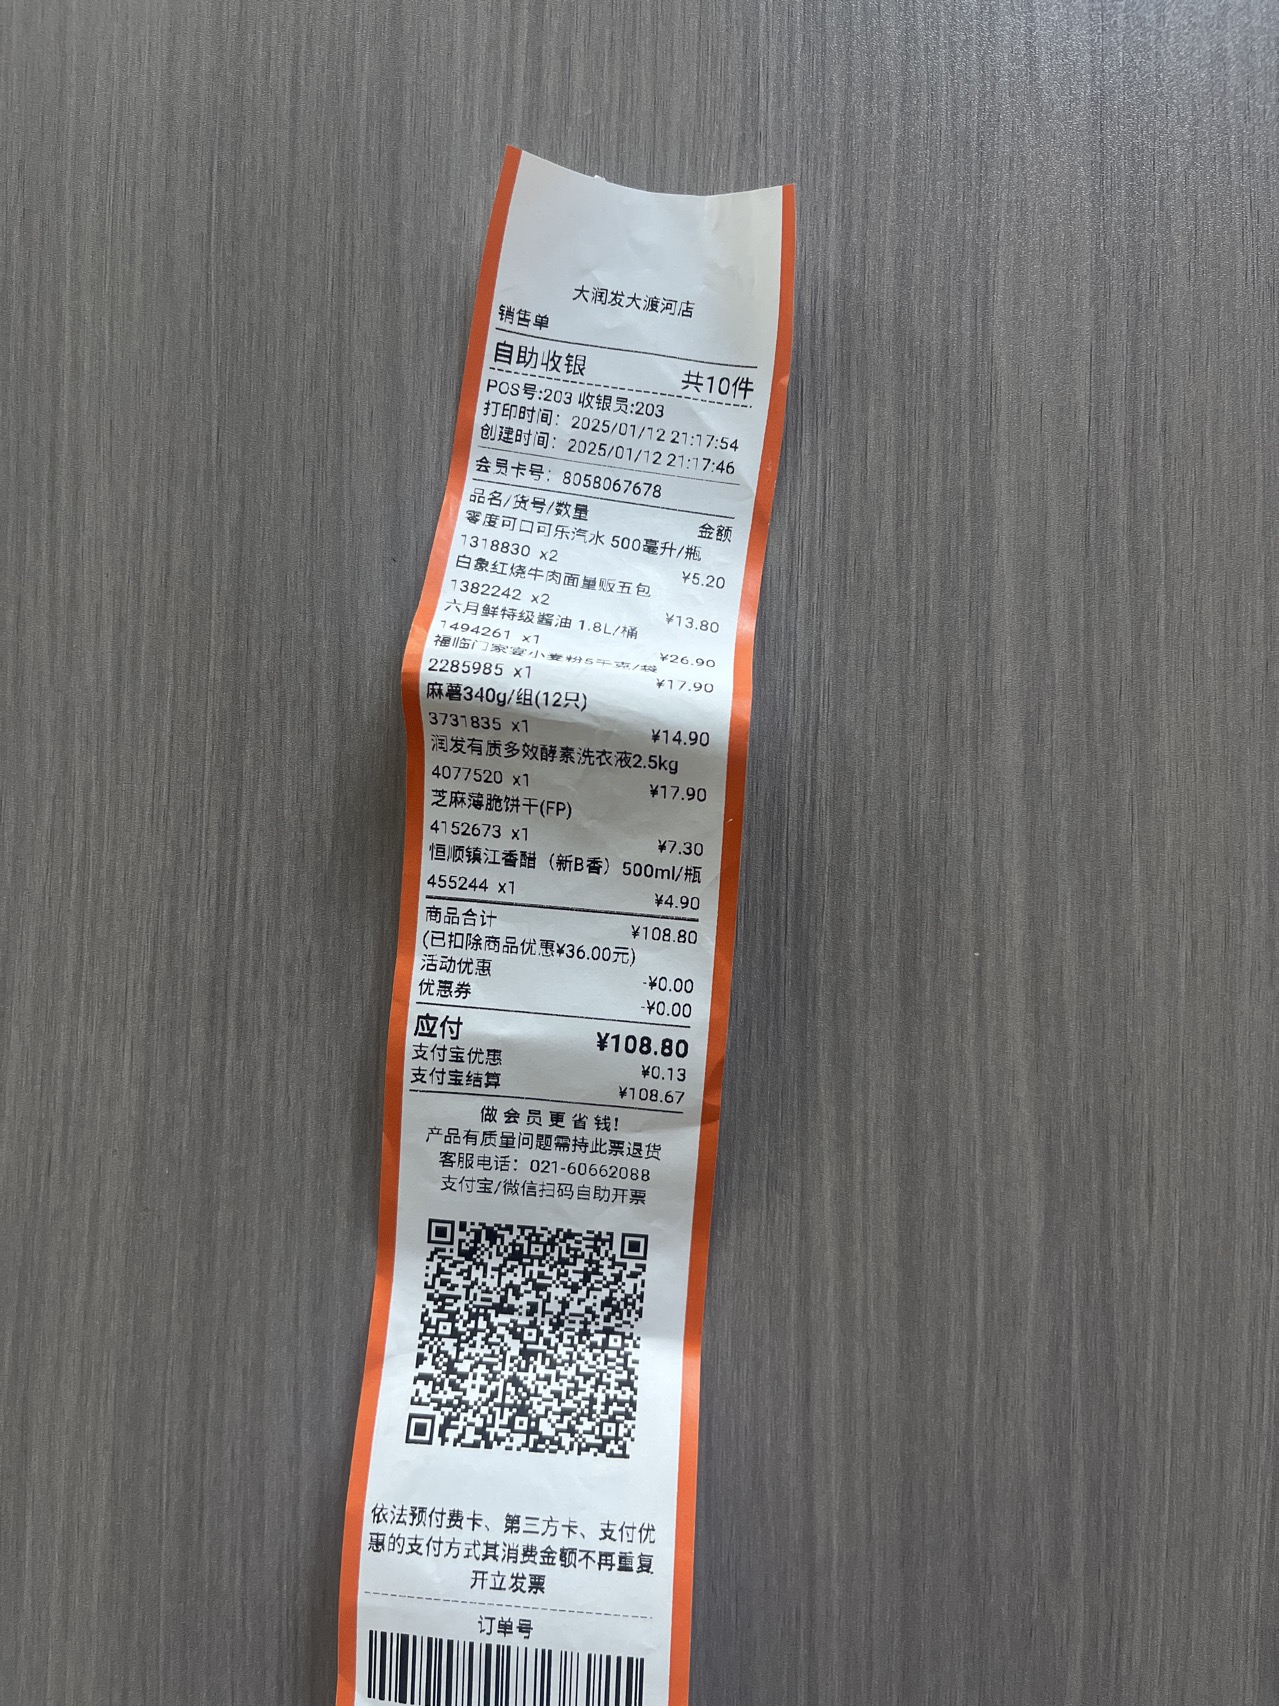 大润发大渡河店
销售单
自助收银 共10件
POS号:203 收银员:203
打印时间：2025/01/12 21:17:54
创建时间：2025/01/12 21:17:46
会员卡号：8058067678
品名/货号/数量 金额
零度可口可乐汽水 500毫升/瓶
1318830 x2 ¥5.20
白象红烧牛肉面量贩五包
1382242 x2 ¥13.80
六月鲜特级酱油 1.8L/桶
1494261 x1 ¥26.90
福临门家宴小麦粉5千克/袋
2285985 x1 ¥17.90
麻薯340g/组(12只)
3731835 x1 ¥14.90
润发有质多效酵素洗衣液2.5kg
4077520 x1 ¥17.90
芝麻薄脆饼干(FP)
4152673 x1 ¥7.30
恒顺镇江香醋（新B香）500ml/瓶
455244 x1 ¥4.90
商品合计 ¥108.80
(已扣除商品优惠¥36.00元)
活动优惠 -¥0.00
优惠券 -¥0.00
应付 ¥108.80
支付宝优惠 ¥0.13
支付宝结算 ¥108.67
做会员更省钱!
产品有质量问题需持此票退货
客服电话：021-60662088
支付宝/微信扫码自助开票
依法预付费卡、第三方卡、支付优
惠的支付方式其消费金额不再重复
开立发票
订单号